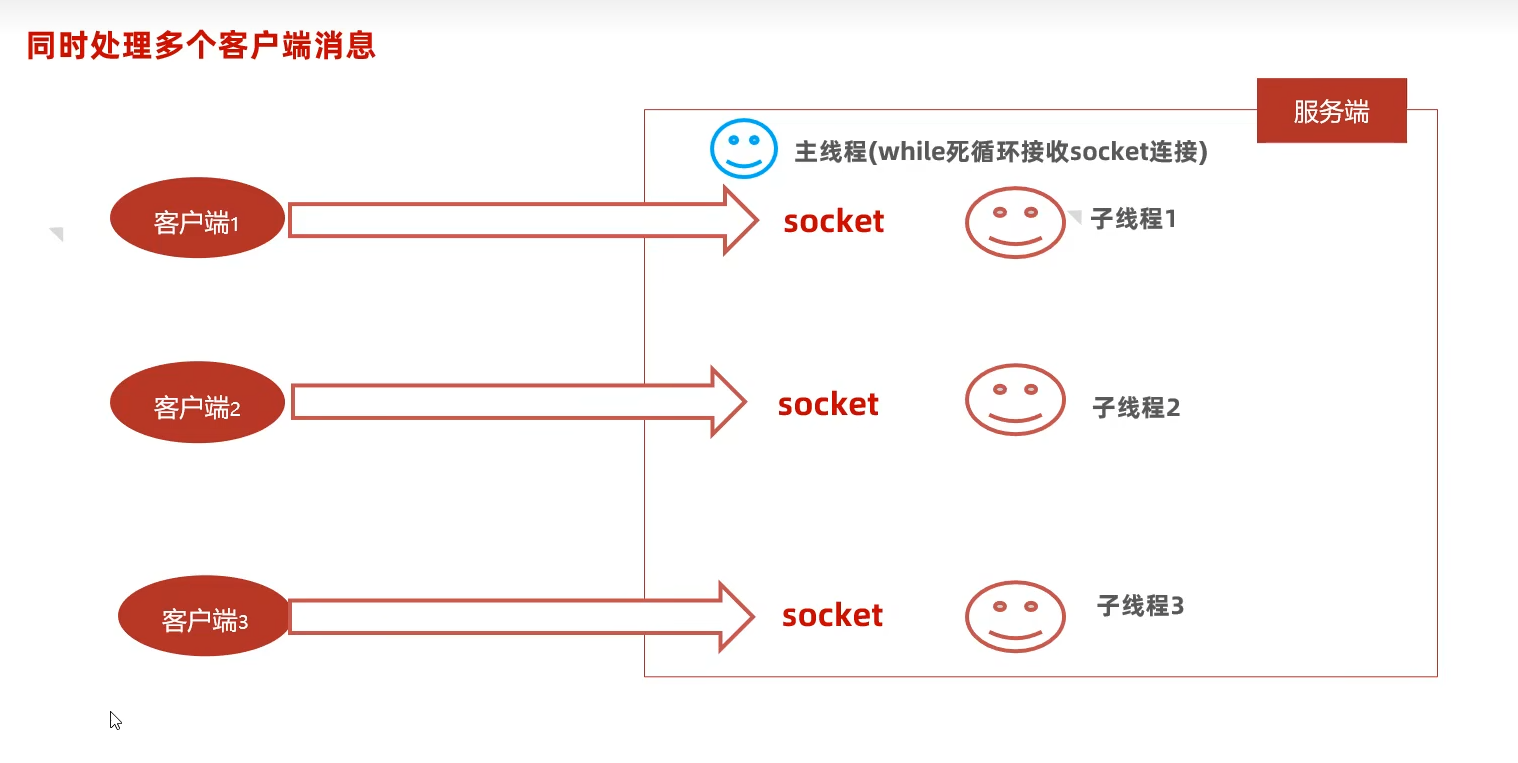 同时处理多个客户端消息
服务端
主线程(while死循环接收socket连接)
客户端1
socket
子线程1
客户端2
socket
子线程2
客户端3
socket
子线程3